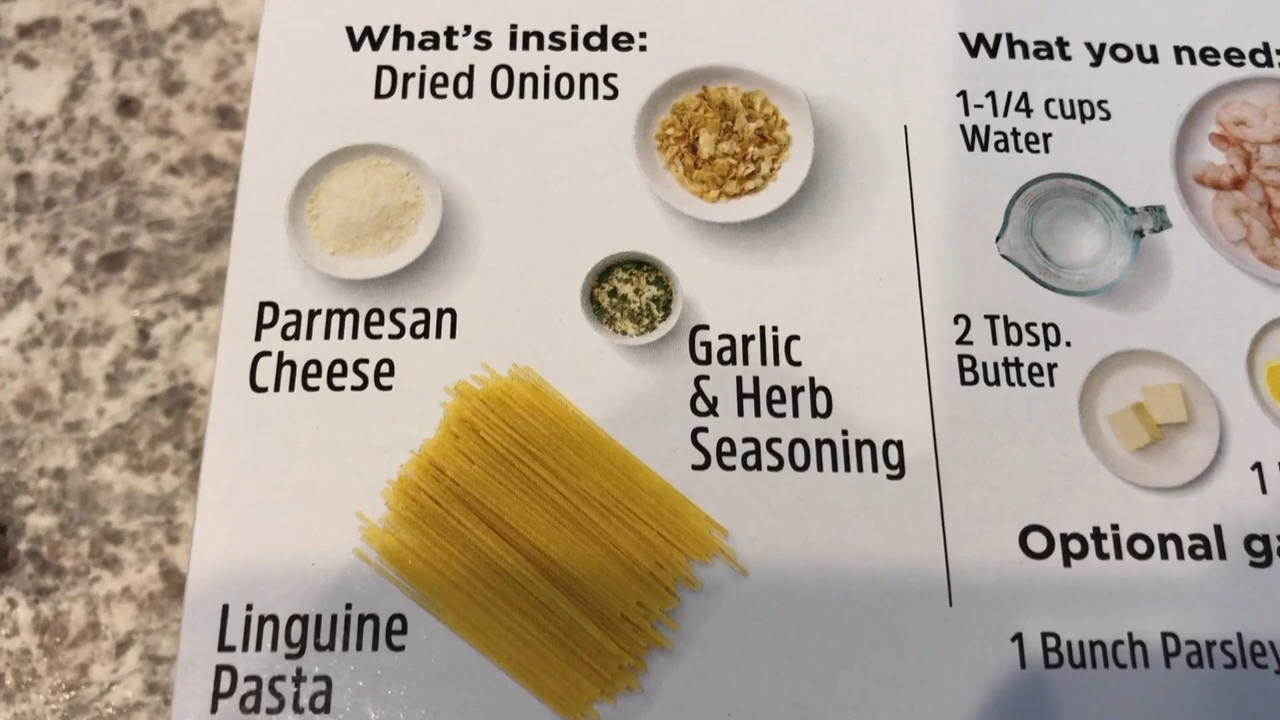 What's inside:
Dried Onions
Parmesan
Cheese
Garlic
& Herb
Seasoning
Linguine
Pasta
What you need:
1-1/4 cups
Water
2 Tbsp.
Butter
1
Optional
1 Bunch Parsley